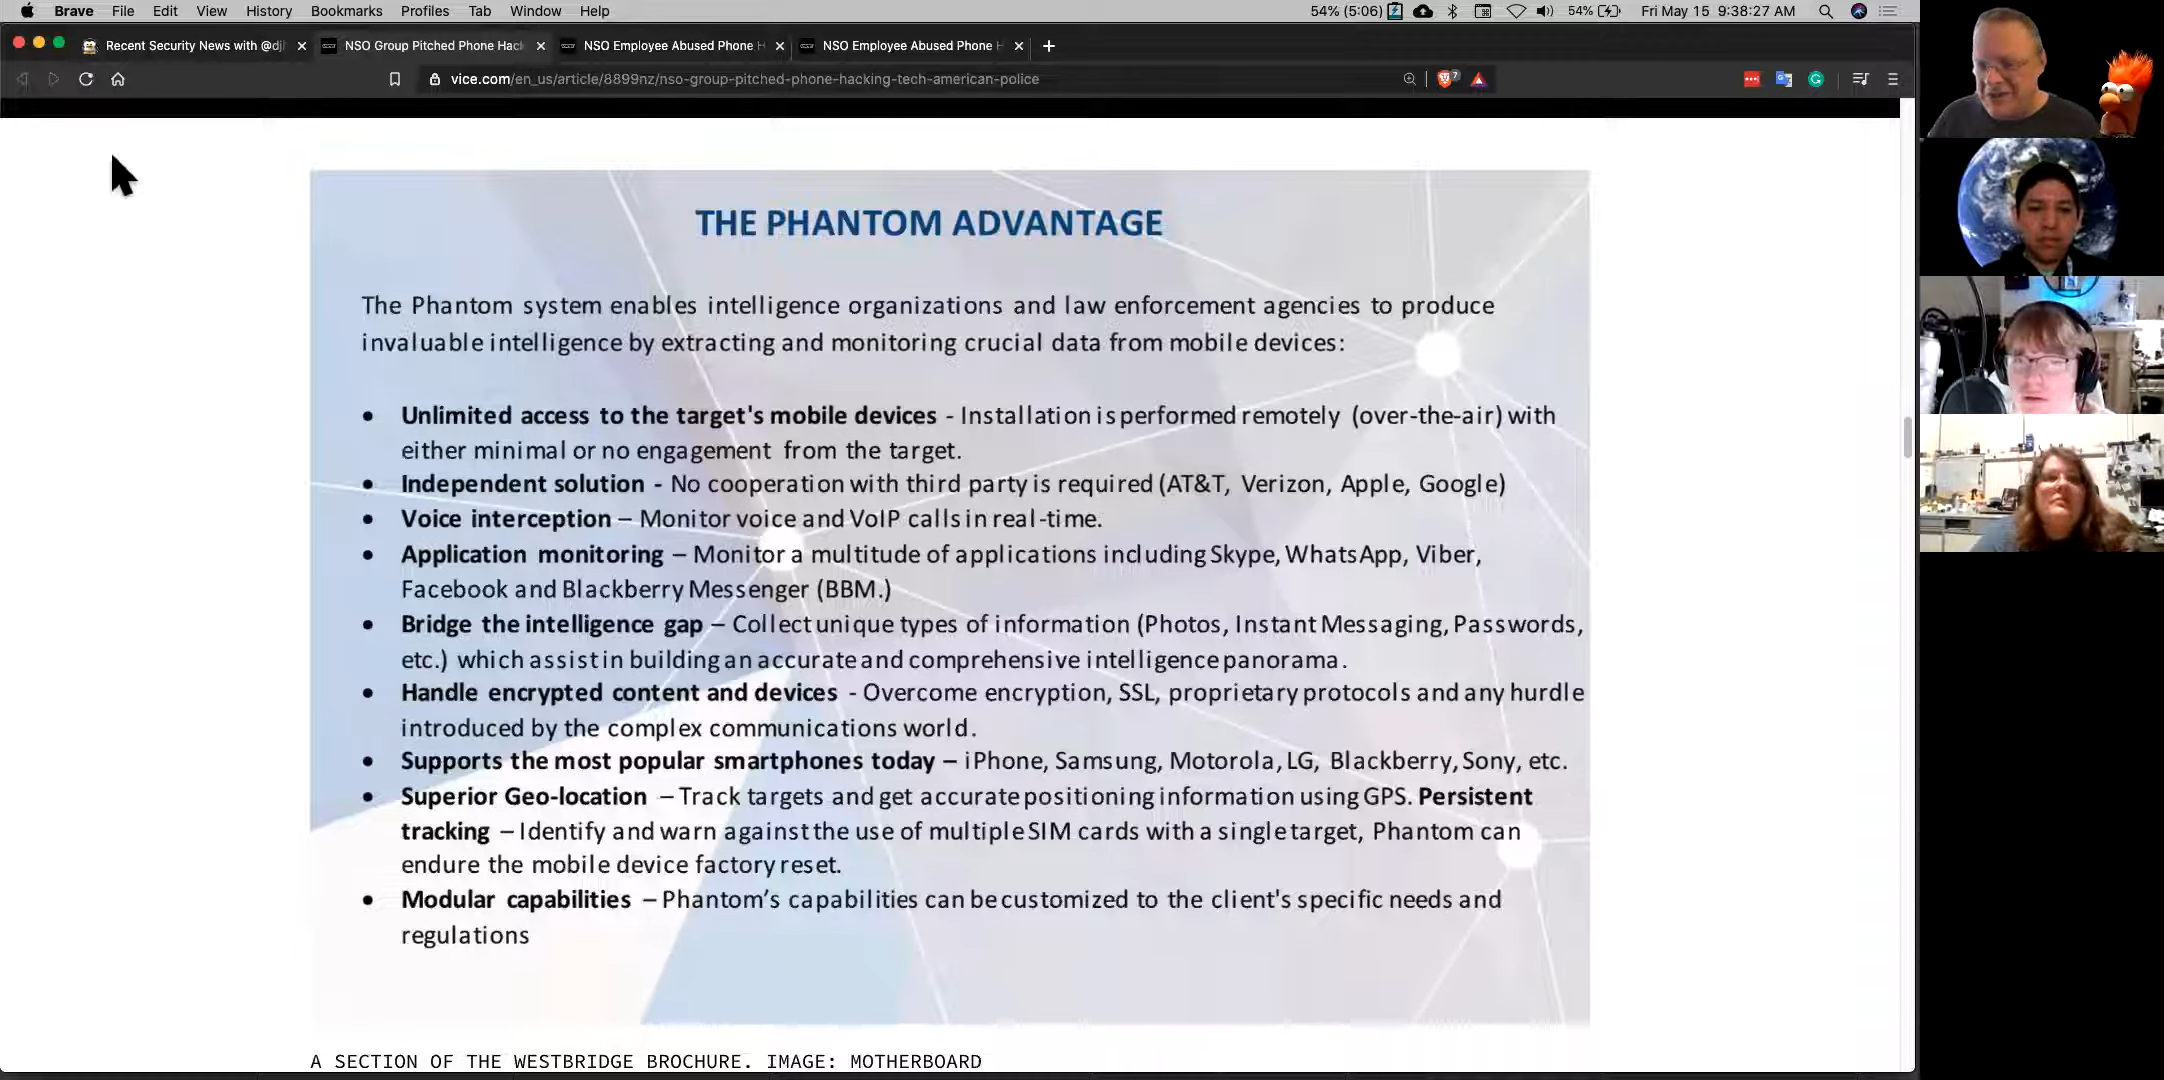 Brave File Edit View History Bookmarks Profiles Tab Window Help 54% (5:06) 54% Fri May 15 9:38:27 AM
Recent Security News with @dj NSO Group Pitched Phone Hac NSO Employee Abused Phone H NSO Employee Abused Phone H
vice.com/en_us/article/8899nz/nso-group-pitched-phone-hacking-tech-american-police 7
THE PHANTOM ADVANTAGE
The Phantom system enables intelligence organizations and law enforcement agencies to produce
invaluable intelligence by extracting and monitoring crucial data from mobile devices:
• Unlimited access to the target's mobile devices - Installation is performed remotely (over-the-air) with
either minimal or no engagement from the target.
• Independent solution - No cooperation with third party is required (AT&T, Verizon, Apple, Google)
• Voice interception – Monitor voice and VoIP calls in real-time.
• Application monitoring – Monitor a multitude of applications including Skype, WhatsApp, Viber,
Facebook and Blackberry Messenger (BBM.)
• Bridge the intelligence gap – Collect unique types of information (Photos, Instant Messaging, Passwords,
etc.) which assist in building an accurate and comprehensive intelligence panorama.
• Handle encrypted content and devices - Overcome encryption, SSL, proprietary protocols and any hurdle
introduced by the complex communications world.
• Supports the most popular smartphones today – iPhone, Samsung, Motorola, LG, Blackberry, Sony, etc.
• Superior Geo-location – Track targets and get accurate positioning information using GPS. Persistent
tracking – Identify and warn against the use of multiple SIM cards with a single target, Phantom can
endure the mobile device factory reset.
• Modular capabilities – Phantom's capabilities can be customized to the client's specific needs and
regulations
A SECTION OF THE WESTBRIDGE BROCHURE. IMAGE: MOTHERBOARD